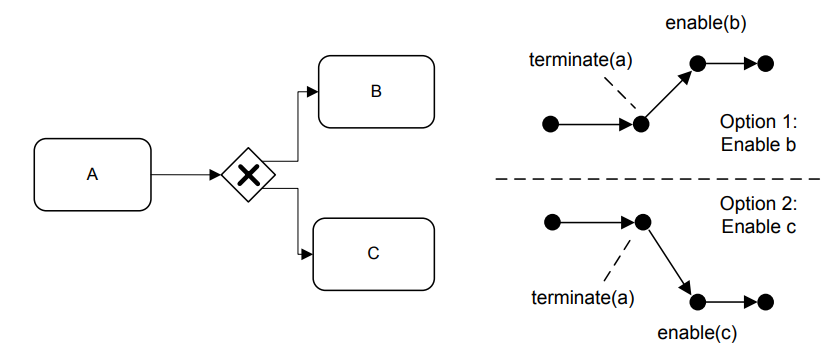 A
B
C
enable(b)
terminate(a)
Option 1:
Enable b
Option 2:
Enable c
terminate(a)
enable(c)